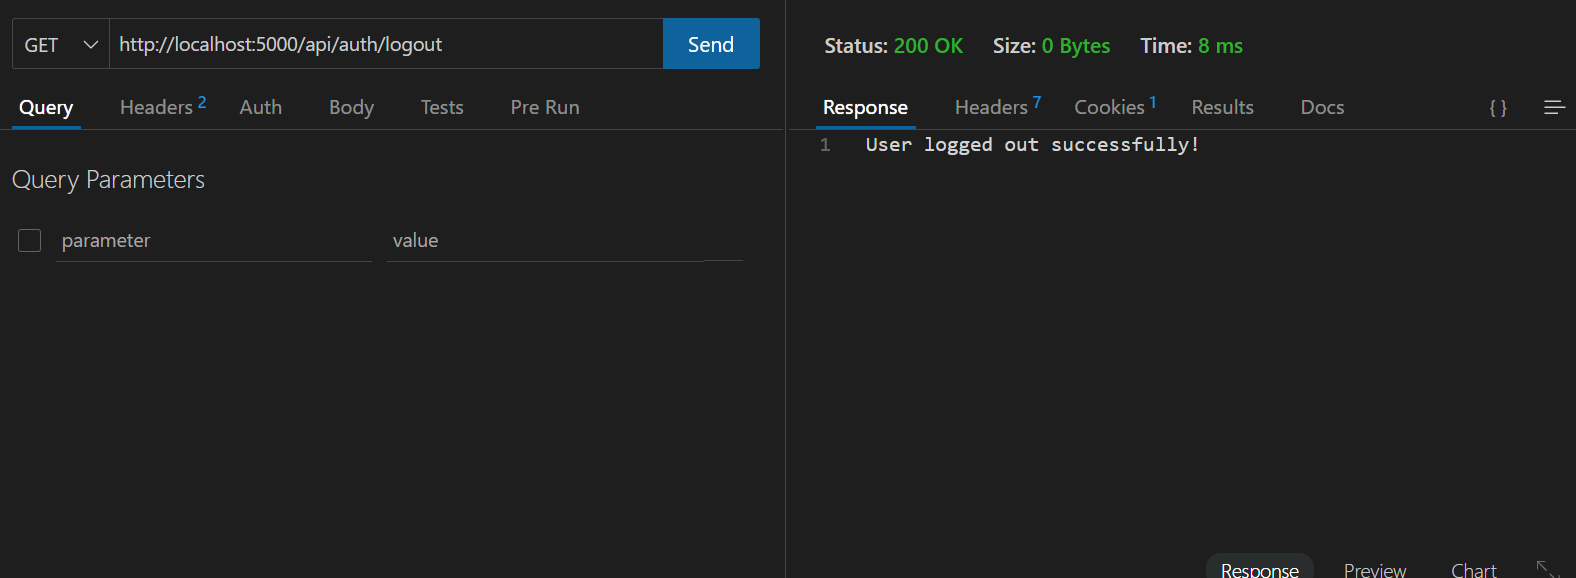 GET http://localhost:5000/api/auth/logout Send
Query Headers 2 Auth Body Tests Pre Run
Query Parameters
parameter value
Status: 200 OK Size: 0 Bytes Time: 8 ms
Response Headers 7 Cookies 1 Results Docs { }
1 User logged out successfully!
Response Preview Chart